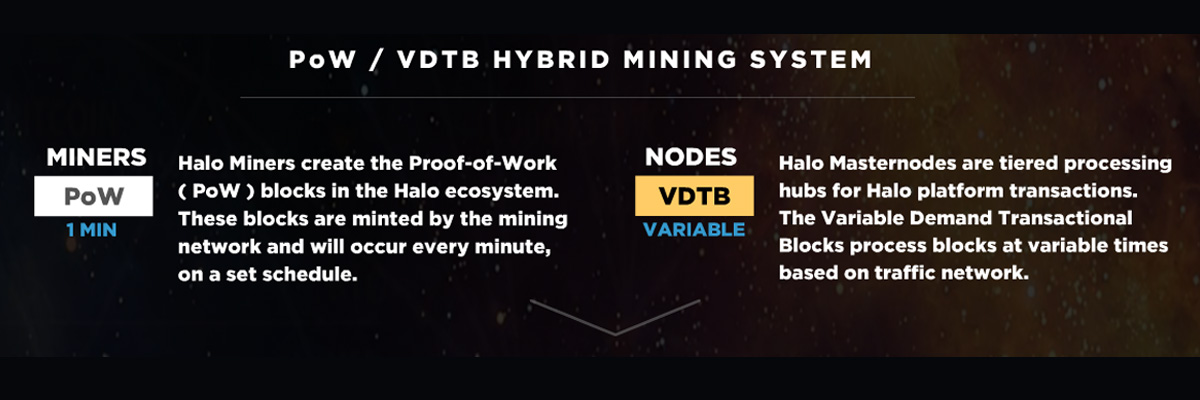 PoW / VDTB HYBRID MINING SYSTEM
MINERS
PoW
1 MIN
Halo Miners create the Proof-of-Work
( PoW ) blocks in the Halo ecosystem.
These blocks are minted by the mining
network and will occur every minute,
on a set schedule.
NODES
VDTB
VARIABLE
Halo Masternodes are tiered processing
hubs for Halo platform transactions.
The Variable Demand Transactional
Blocks process blocks at variable times
based on traffic network.